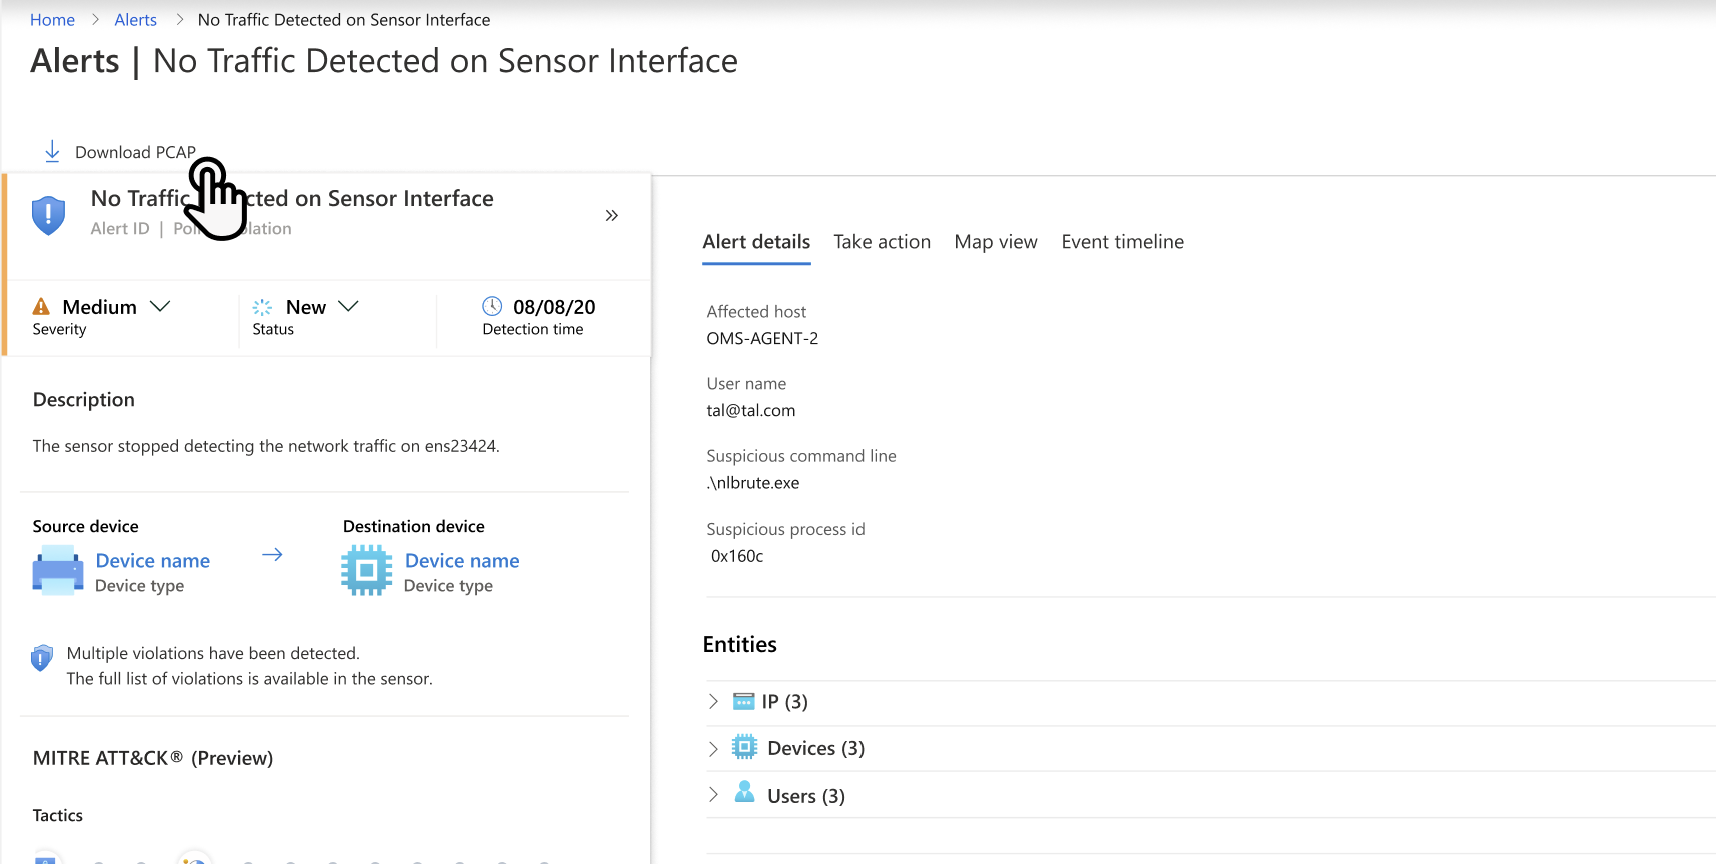 Home > Alerts > No Traffic Detected on Sensor Interface
Alerts | No Traffic Detected on Sensor Interface
Download PCAP
No Traffic cted on Sensor Interface
Alert ID | Po lation
»
Medium
Severity
New
Status
08/08/20
Detection time
Description
The sensor stopped detecting the network traffic on ens23424.
Source device
Device name
Device type
Destination device
Device name
Device type
Multiple violations have been detected.
The full list of violations is available in the sensor.
MITRE ATT&CK® (Preview)
Tactics
Alert details Take action Map view Event timeline
Affected host
OMS-AGENT-2
User name
tal@tal.com
Suspicious command line
.\nlbrute.exe
Suspicious process id
0x160c
Entities
IP (3)
Devices (3)
Users (3)